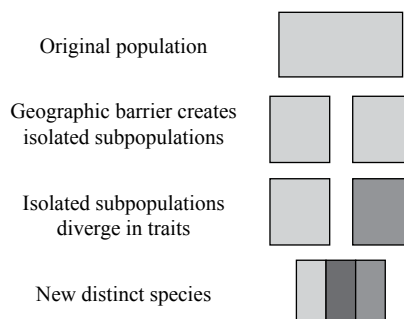 Original population
Geographic barrier creates
isolated subpopulations
Isolated subpopulations
diverge in traits
New distinct species